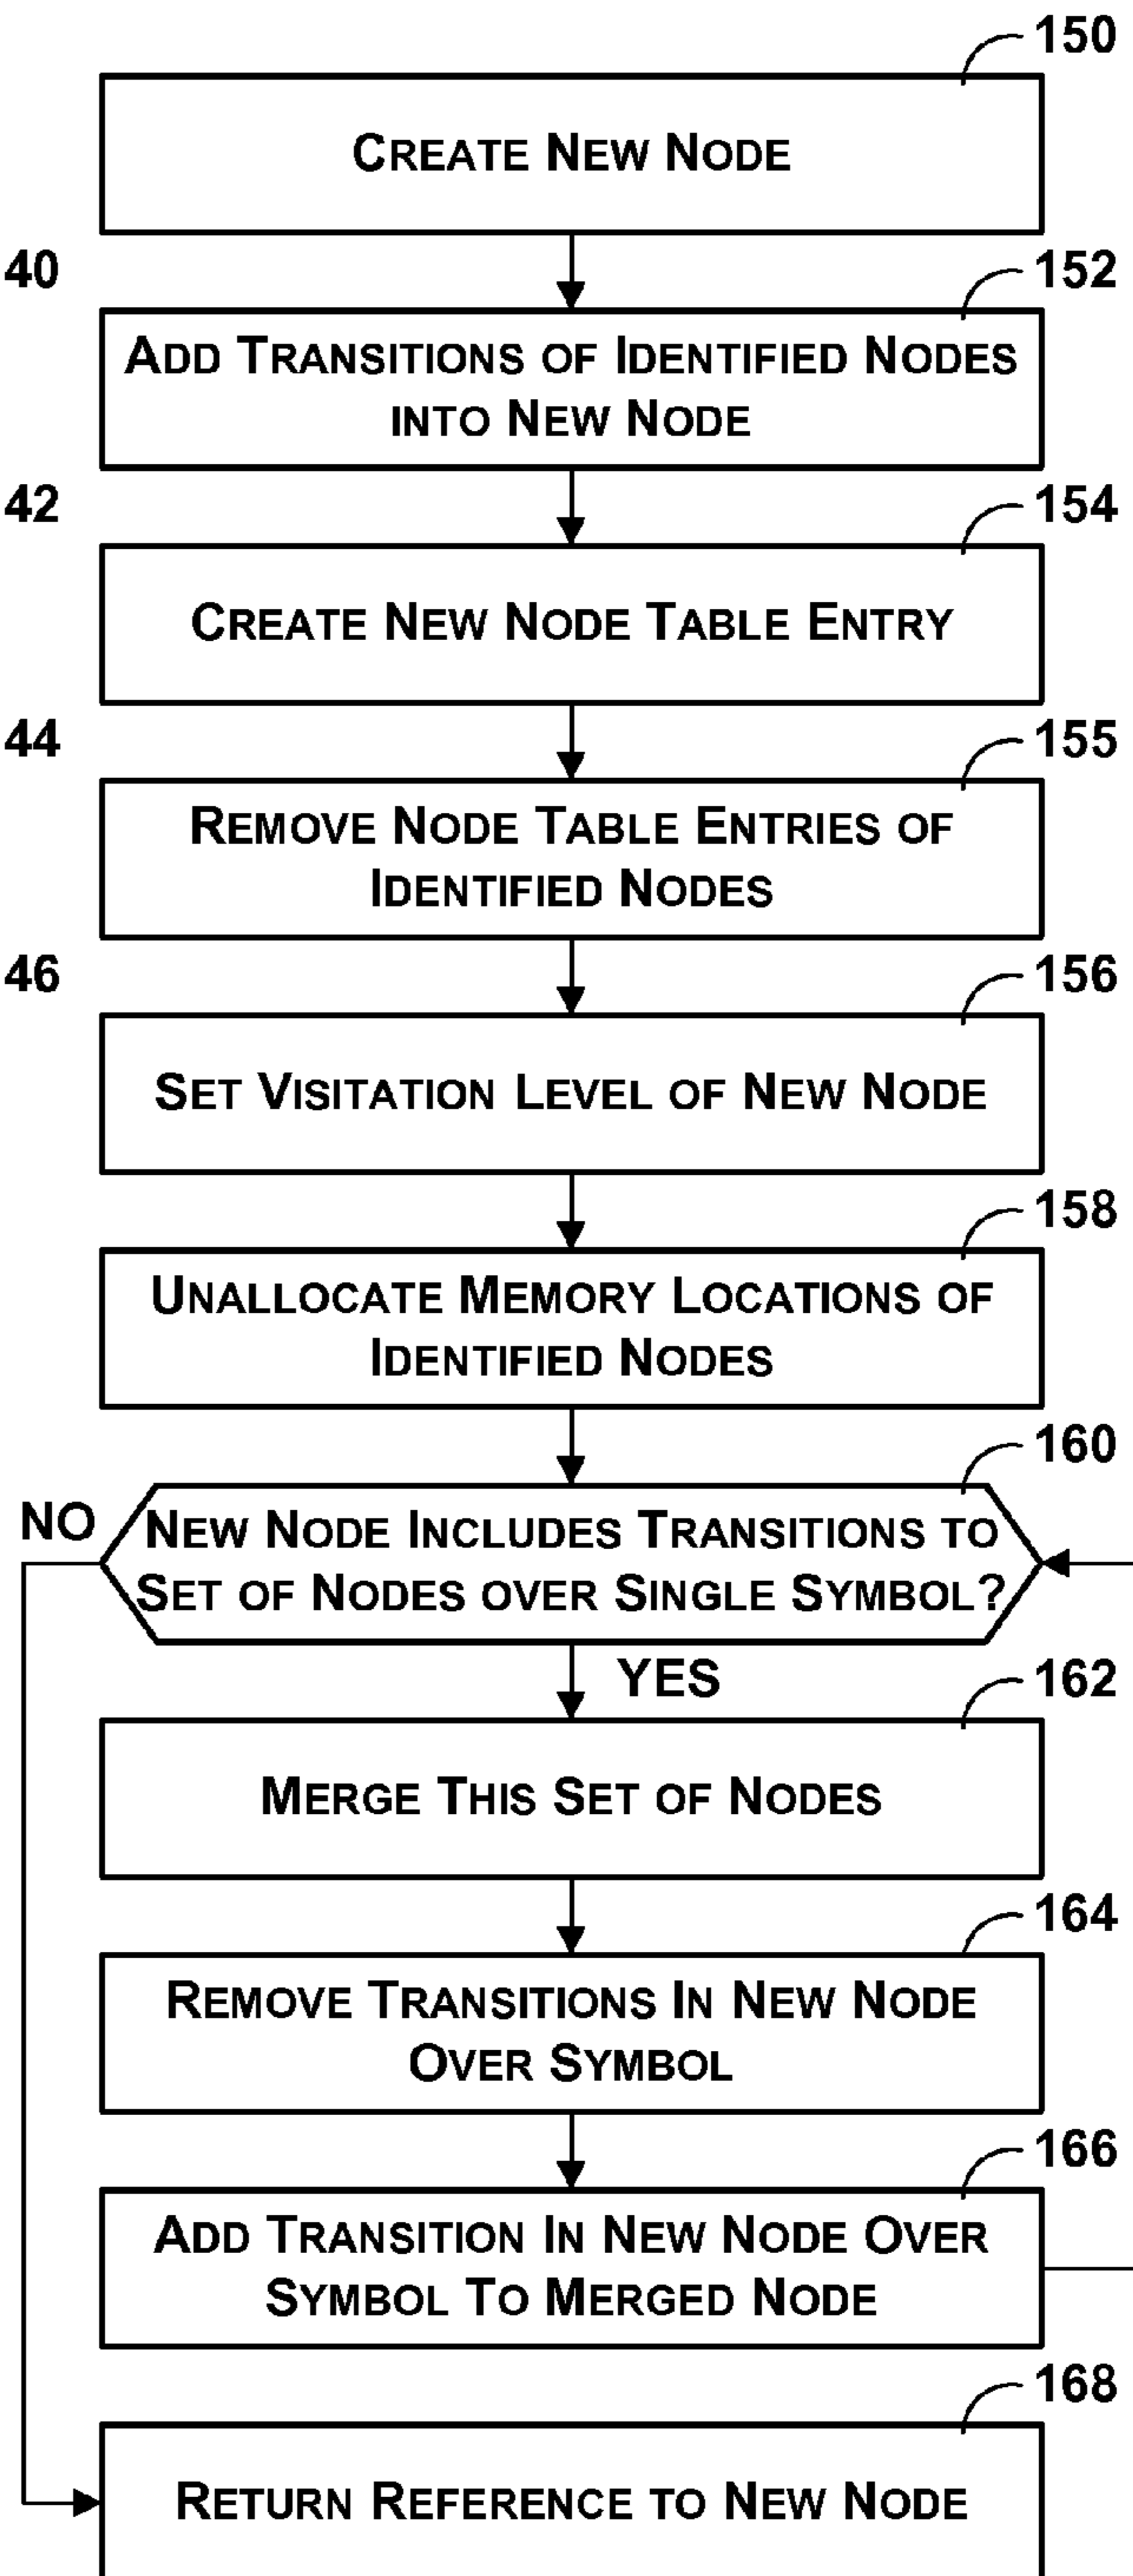 150
CREATE NEW NODE
40
152
ADD TRANSITIONS OF IDENTIFIED NODES
INTO NEW NODE
42
154
CREATE NEW NODE TABLE ENTRY
44
155
REMOVE NODE TABLE ENTRIES OF
IDENTIFIED NODES
46
156
SET VISITATION LEVEL OF NEW NODE
158
UNALLOCATE MEMORY LOCATIONS OF
IDENTIFIED NODES
160
NO
NEW NODE INCLUDES TRANSITIONS TO
SET OF NODES OVER SINGLE SYMBOL?
YES
162
MERGE THIS SET OF NODES
164
REMOVE TRANSITIONS IN NEW NODE
OVER SYMBOL
166
ADD TRANSITION IN NEW NODE OVER
SYMBOL TO MERGED NODE
168
RETURN REFERENCE TO NEW NODE